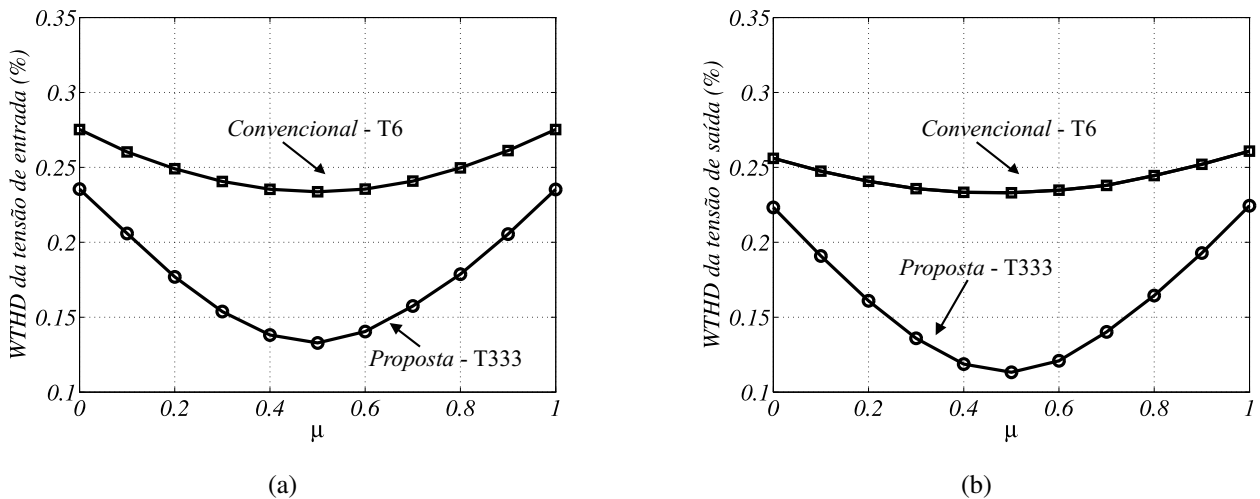 WTHD da tensão de entrada (%)
0.35
0.3
0.25
0.2
0.15
0.1
Convencional - T6
Proposta - T333
0
0.2
0.4
0.6
0.8
1
μ
(a)
WTHD da tensão de saída (%)
0.35
0.3
0.25
0.2
0.15
0.1
Convencional - T6
Proposta - T333
0
0.2
0.4
0.6
0.8
1
μ
(b)